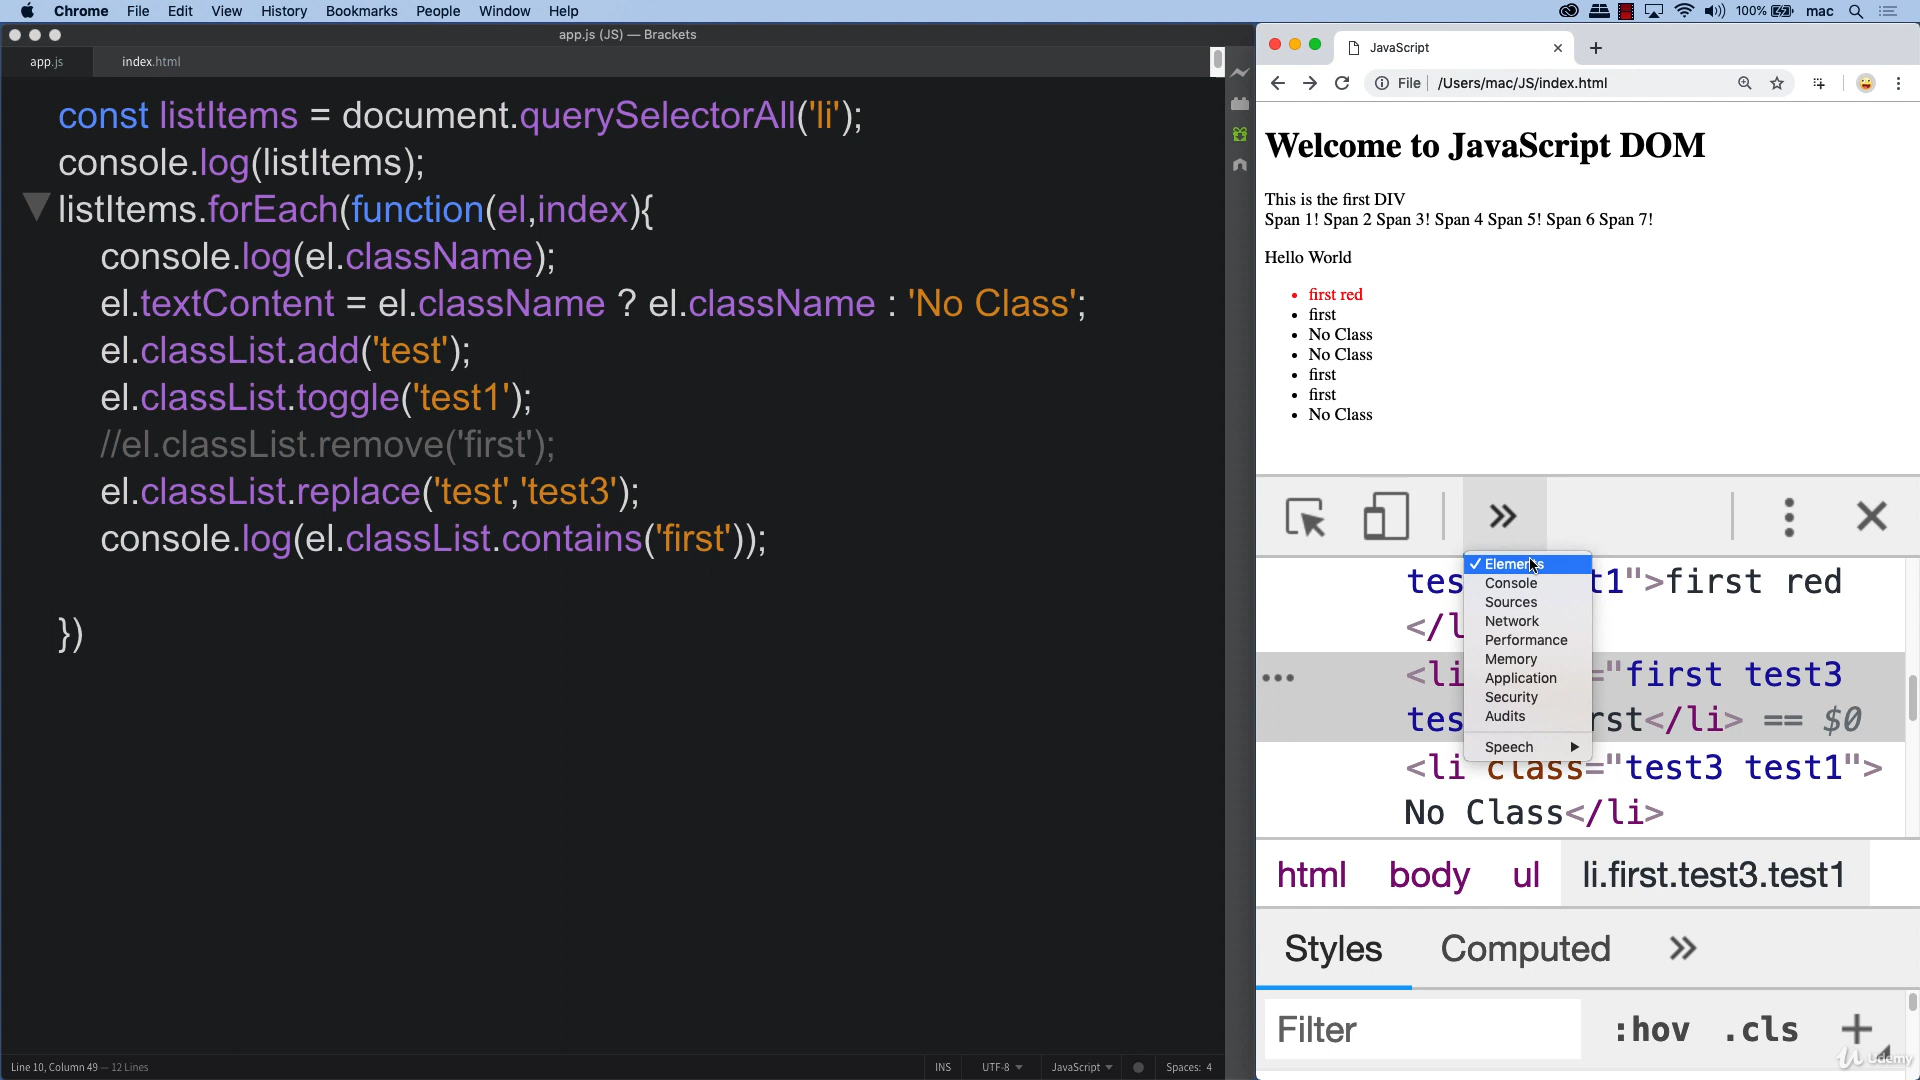 Chrome File Edit View History Bookmarks People Window Help
100% mac
app.js (JS) — Brackets
app.js index.html
const listItems = document.querySelectorAll('li');
console.log(listItems);
listItems.forEach(function(el,index){
console.log(el.className);
el.textContent = el.className ? el.className : 'No Class';
el.classList.add('test');
el.classList.toggle('test1');
//el.classList.remove('first');
el.classList.replace('test','test3');
console.log(el.classList.contains('first'));
})
Line 10, Column 49 — 12 Lines
INS UTF-8 JavaScript Spaces: 4
JavaScript
File /Users/mac/JS/index.html
Welcome to JavaScript DOM
This is the first DIV
Span 1! Span 2 Span 3! Span 4 Span 5! Span 6 Span 7!
Hello World
first red
first
No Class
No Class
first
first
No Class
✓ Elements
Console
Sources
Network
Performance
Memory
Application
Security
Audits
Speech
tes t1">first red
</l
<li ="first test3
tes rst</li> == $0
<li class="test3 test1">
No Class</li>
html body ul li.first.test3.test1
Styles Computed
Filter :hov .cls
Udemy